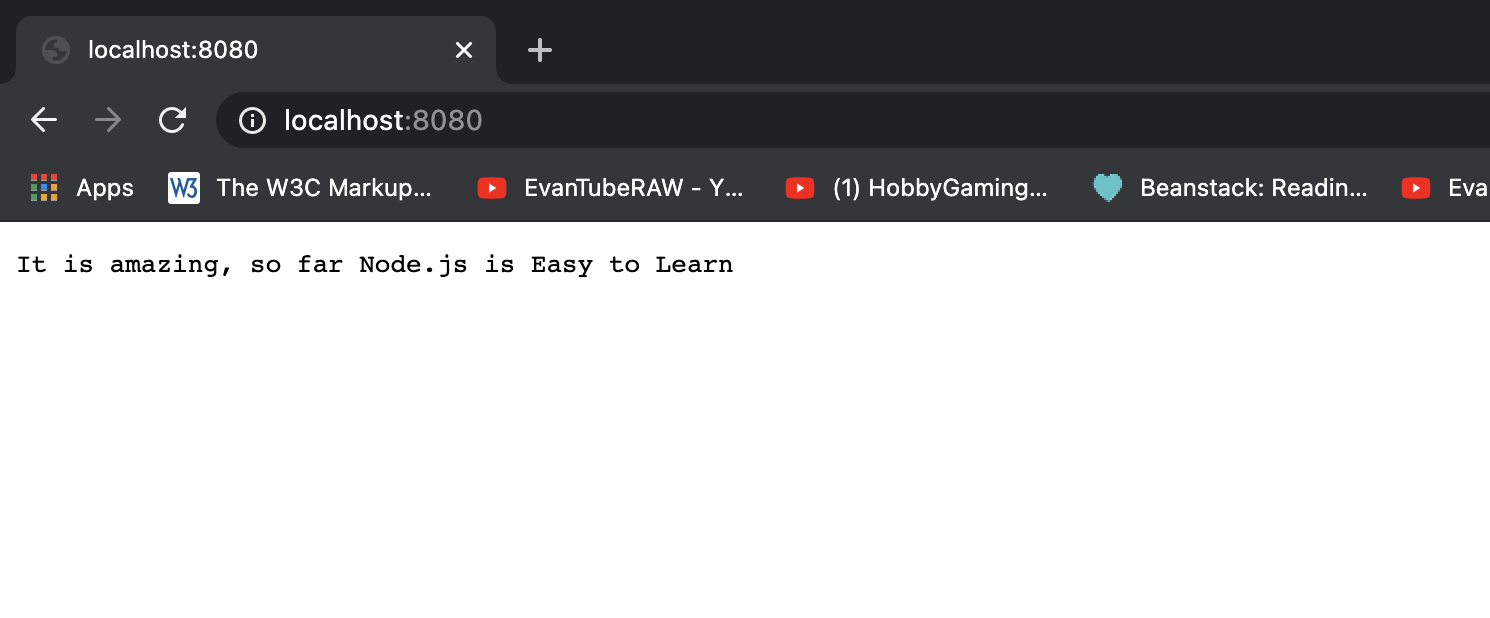 localhost:8080
localhost:8080
Apps W3 The W3C Markup... EvanTubeRAW - Y... (1) HobbyGaming... Beanstack: Readin... Eva
It is amazing, so far Node.js is Easy to Learn